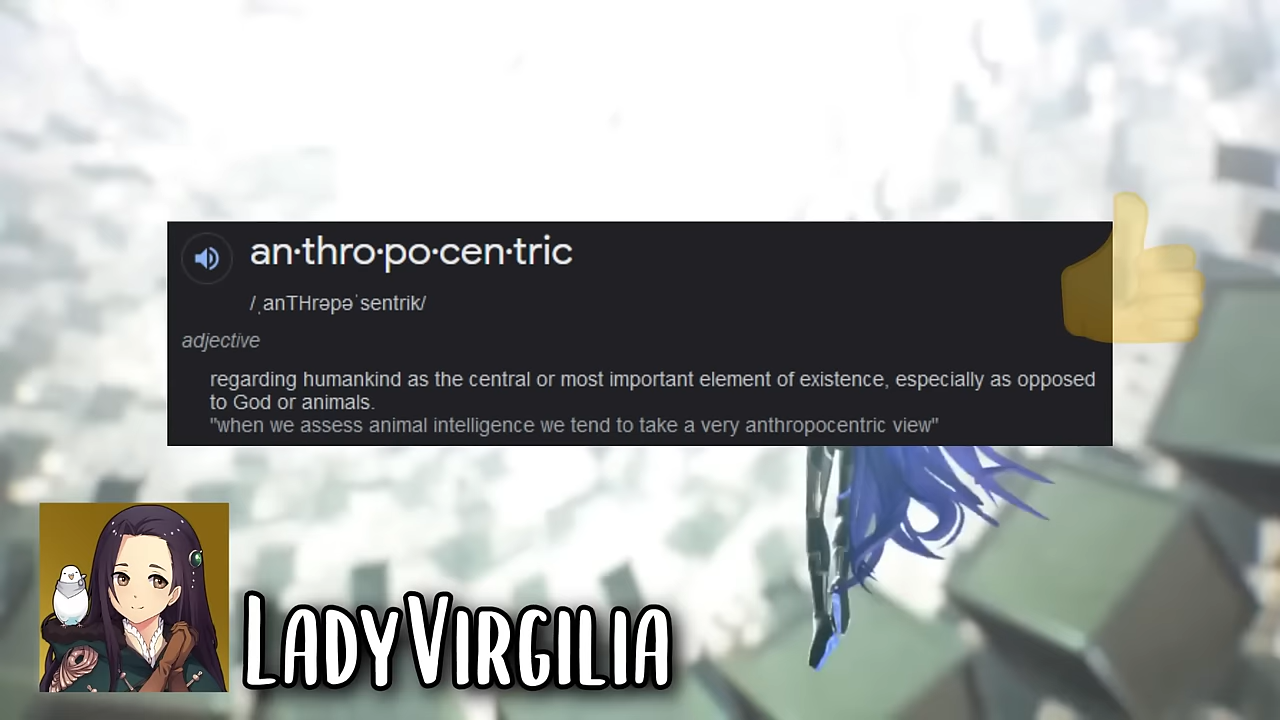 an·thro·po·cen·tric
/ˌanTHrəpəˈsentrik/
adjective
regarding humankind as the central or most important element of existence, especially as opposed
to God or animals.
"when we assess animal intelligence we tend to take a very anthropocentric view"
LADYVIRGILIA